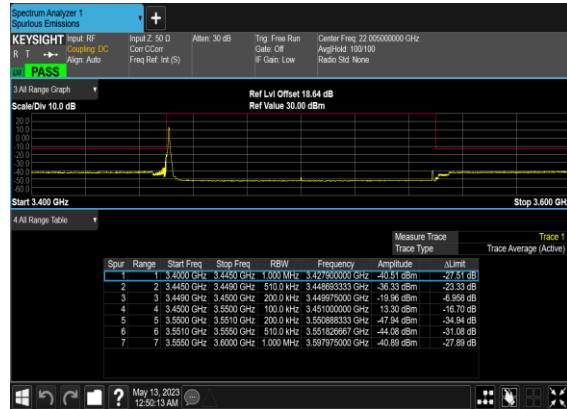 Spectrum Analyzer 1
Spurious Emissions
+
KEYSIGHT Input: RF Input Z: 50 Ω Atten: 30 dB Trig: Free Run Center Freq: 22.005000000 GHz
R T Coupling: DC Corr CCorr Gate: Off Avg|Hold: 100/100
Align: Auto Freq Ref: Int (S) IF Gain: Low Radio Std: None
PASS
3 All Range Graph
Ref Lvl Offset 18.64 dB
Scale/Div 10.0 dB Ref Value 30.00 dBm
20.0
10.0
0.00
-10.0
-20.0
-30.0
-40.0
-50.0
-60.0
Start 3.400 GHz Stop 3.600 GHz
4 All Range Table
Measure Trace Trace 1
Trace Type Trace Average (Active)
Spur Range Start Freq Stop Freq RBW Frequency Amplitude ΔLimit
1 1 3.4000 GHz 3.4450 GHz 1.000 MHz 3.427900000 GHz -40.51 dBm -27.51 dB
2 2 3.4450 GHz 3.4490 GHz 510.0 kHz 3.448693333 GHz -36.33 dBm -23.33 dB
3 3 3.4490 GHz 3.4500 GHz 200.0 kHz 3.449975000 GHz -19.96 dBm -6.958 dB
4 4 3.4500 GHz 3.5500 GHz 100.0 kHz 3.451000000 GHz 13.30 dBm -16.70 dB
5 5 3.5500 GHz 3.5510 GHz 200.0 kHz 3.550888333 GHz -47.94 dBm -34.94 dB
6 6 3.5510 GHz 3.5550 GHz 510.0 kHz 3.551826667 GHz -44.08 dBm -31.08 dB
7 7 3.5550 GHz 3.6000 GHz 1.000 MHz 3.597975000 GHz -40.89 dBm -27.89 dB
? May 13, 2023
12:50:13 AM